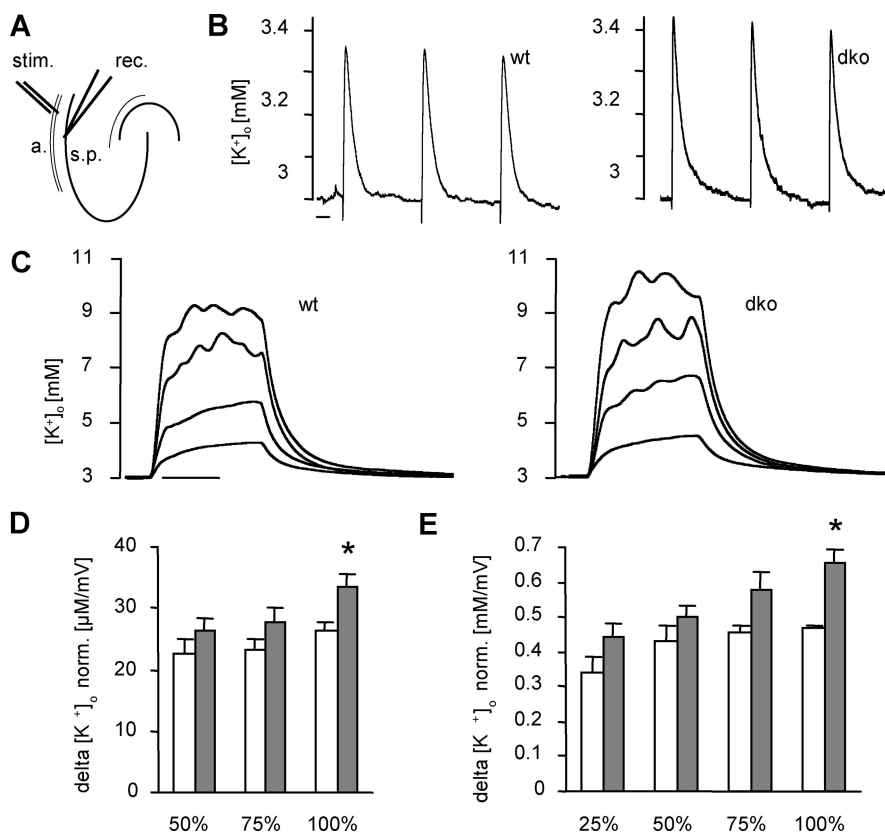 A
stim.
rec.
a.
s.p.
B
[K⁺]ₒ [mM]
3.4
3.2
3
wt
3.4
3.2
3
dko
C
[K⁺]ₒ [mM]
11
9
7
5
3
wt
11
9
7
5
3
dko
D
delta [K⁺]ₒ norm. [µM/mV]
40
30
20
10
0
*
50% 75% 100%
E
delta [K⁺]ₒ norm. [mM/mV]
0.7
0.6
0.5
0.4
0.3
0.2
0.1
0
*
25% 50% 75% 100%